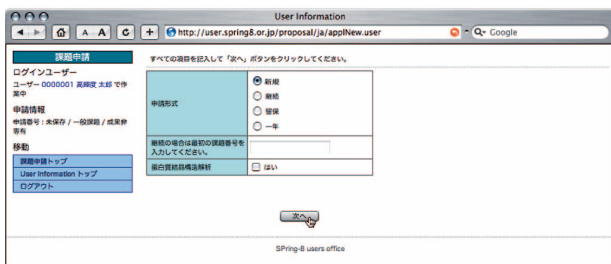 User Information
A A C +
http://user.spring8.or.jp/proposal/ja/applNew.user
Q- Google
課題申請
ログインユーザー
ユーザー 0000001 高輝度 太郎 で作
業中
申請情報
申請番号：未保存 / 一般課題 / 成果非
専有
移動
課題申請トップ
User Information トップ
ログアウト
すべての項目を記入して「次へ」ボタンをクリックしてください。
申請形式
新規
継続
留保
一年
継続の場合は最初の課題番号を
入力してください。
蛋白質結晶構造解析
はい
次へ
SPring-8 users office